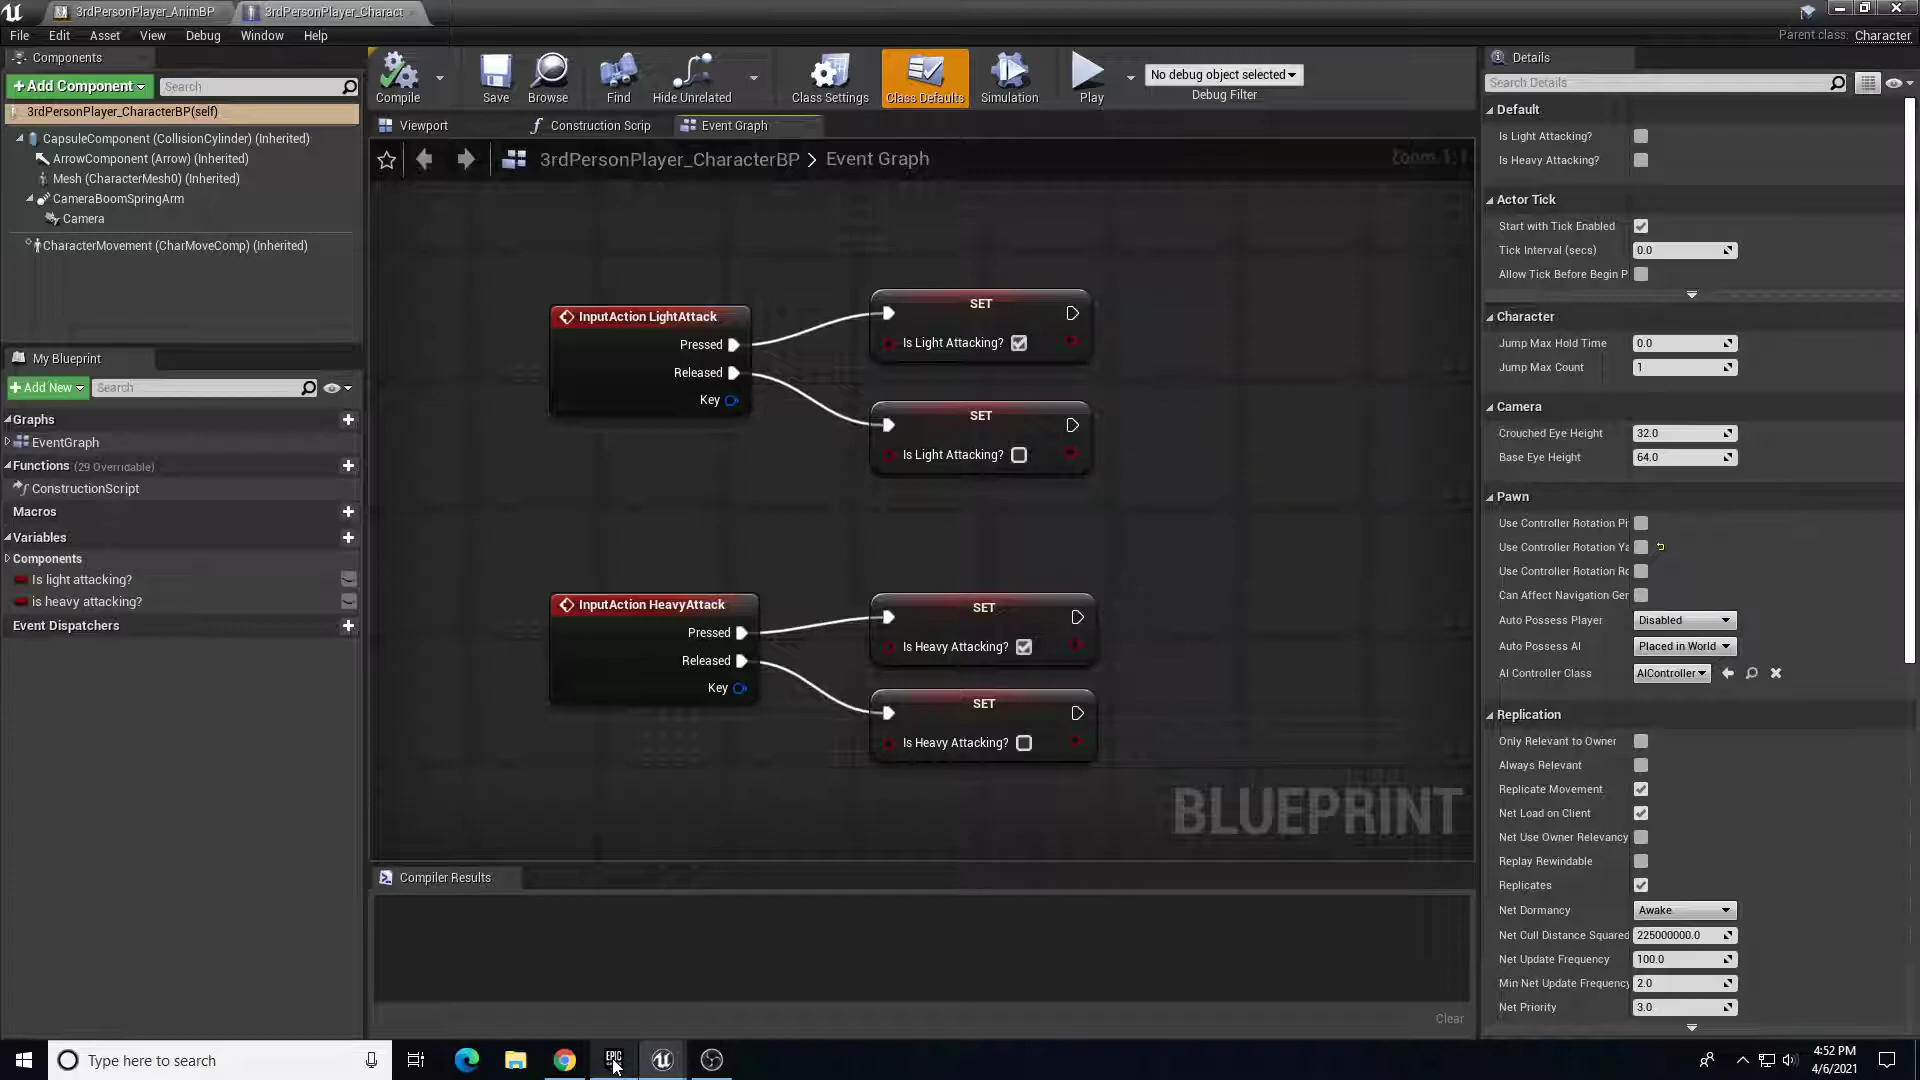 3rdPersonPlayer_AnimBP
3rdPersonPlayer_Charact
File
Edit
Asset
View
Debug
Window
Help
Parent class: Character
Components
+ Add Component
Search
3rdPersonPlayer_CharacterBP(self)
CapsuleComponent (CollisionCylinder) (Inherited)
ArrowComponent (Arrow) (Inherited)
Mesh (CharacterMesh0) (Inherited)
CameraBoomSpringArm
Camera
CharacterMovement (CharMoveComp) (Inherited)
My Blueprint
+ Add New
Search
Graphs
EventGraph
Functions (29 Overridable)
ConstructionScript
Macros
Variables
Components
Is light attacking?
is heavy attacking?
Event Dispatchers
Compile
Save
Browse
Find
Hide Unrelated
Class Settings
Class Defaults
Simulation
Play
No debug object selected
Debug Filter
Viewport
Construction Scrip
Event Graph
3rdPersonPlayer_CharacterBP > Event Graph
Zoom 1:1
InputAction LightAttack
Pressed
Released
Key
SET
Is Light Attacking?
SET
Is Light Attacking?
InputAction HeavyAttack
Pressed
Released
Key
SET
Is Heavy Attacking?
SET
Is Heavy Attacking?
BLUEPRINT
Compiler Results
Clear
Details
Search Details
Default
Is Light Attacking?
Is Heavy Attacking?
Actor Tick
Start with Tick Enabled
Tick Interval (secs) 0.0
Allow Tick Before Begin P
Character
Jump Max Hold Time 0.0
Jump Max Count 1
Camera
Crouched Eye Height 32.0
Base Eye Height 64.0
Pawn
Use Controller Rotation Pi
Use Controller Rotation Ya
Use Controller Rotation Ro
Can Affect Navigation Gen
Auto Possess Player Disabled
Auto Possess AI Placed in World
AI Controller Class AIController
Replication
Only Relevant to Owner
Always Relevant
Replicate Movement
Net Load on Client
Net Use Owner Relevancy
Replay Rewindable
Replicates
Net Dormancy Awake
Net Cull Distance Squared 225000000.0
Net Update Frequency 100.0
Min Net Update Frequency 2.0
Net Priority 3.0
Type here to search
EPIC
4:52 PM
4/6/2021